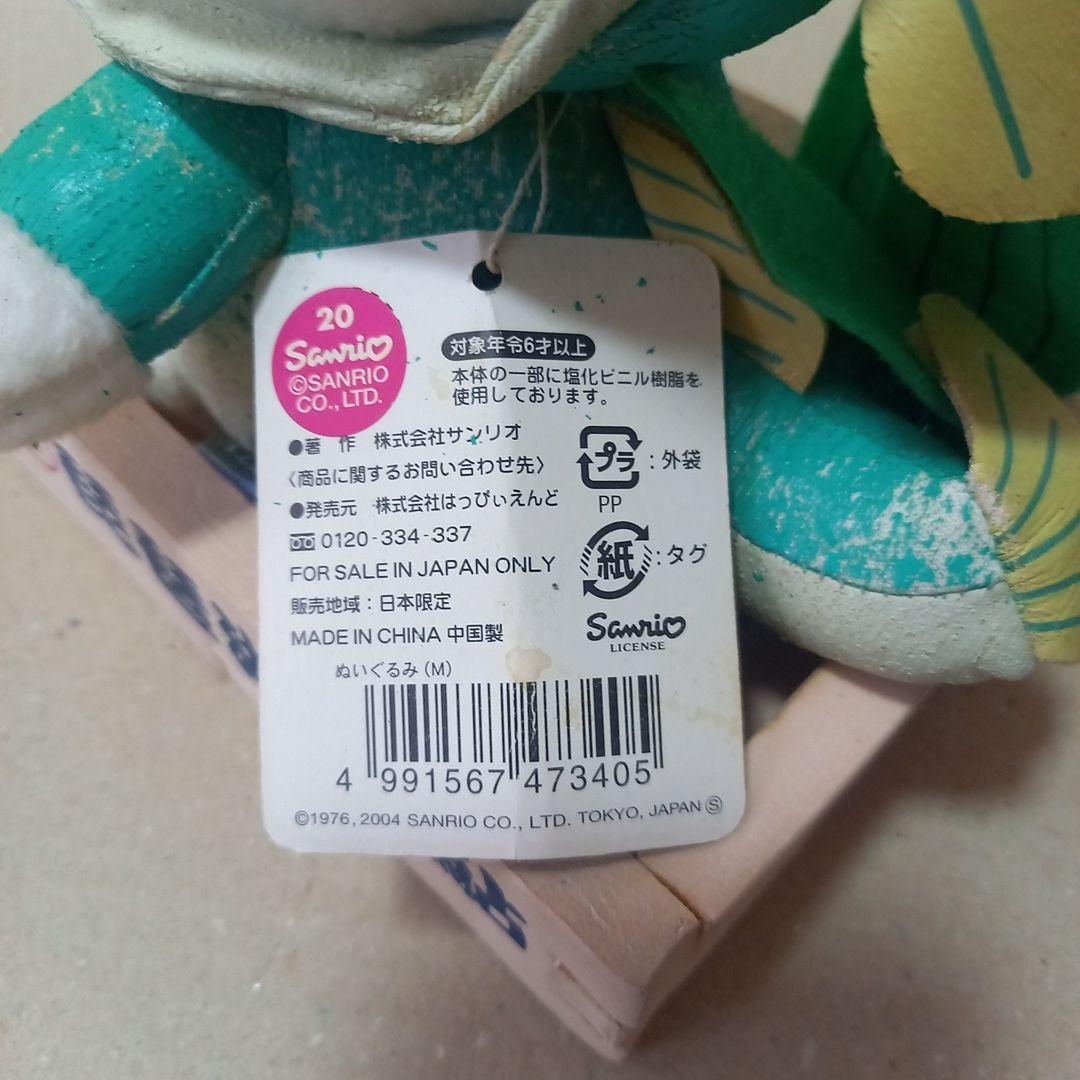 20
Sanrio
©SANRIO
CO., LTD.
対象年令6才以上
本体の一部に塩化ビニル樹脂を
使用しております。
●著 作 株式会社サンリオ
〈商品に関するお問い合わせ先〉
●発売元 株式会社はっぴぃえんど
0120-334-337
FOR SALE IN JAPAN ONLY
販売地域：日本限定
MADE IN CHINA 中国製
ぬいぐるみ (M)
プラ：外袋
PP
紙：タグ
Sanrio
LICENSE
4 991567 473405
©1976, 2004 SANRIO CO., LTD. TOKYO, JAPAN Ⓢ